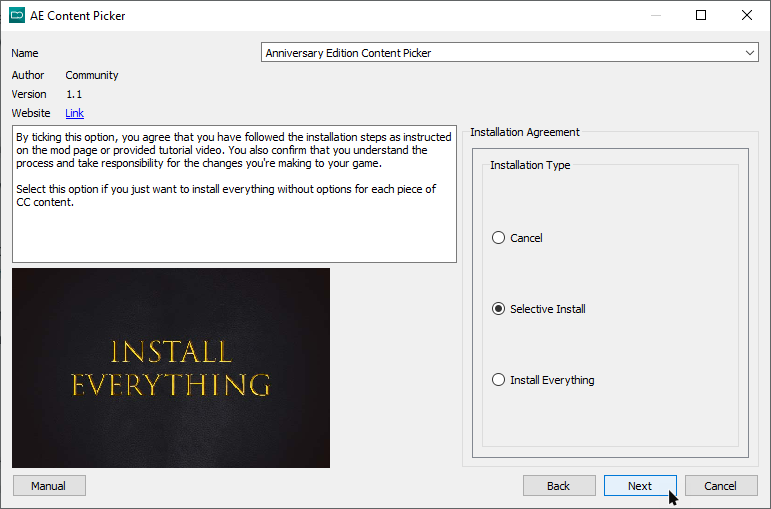 AE Content Picker
Name
Anniversary Edition Content Picker
Author Community
Version 1.1
Website Link
By ticking this option, you agree that you have followed the installation steps as instructed
on the mod page or provided tutorial video. You also confirm that you understand the
process and take responsibility for the changes you're making to your game.
Select this option if you just want to install everything without options for each piece of
CC content.
INSTALL
EVERYTHING
Installation Agreement
Installation Type
Cancel
Selective Install
Install Everything
Manual
Back
Next
Cancel